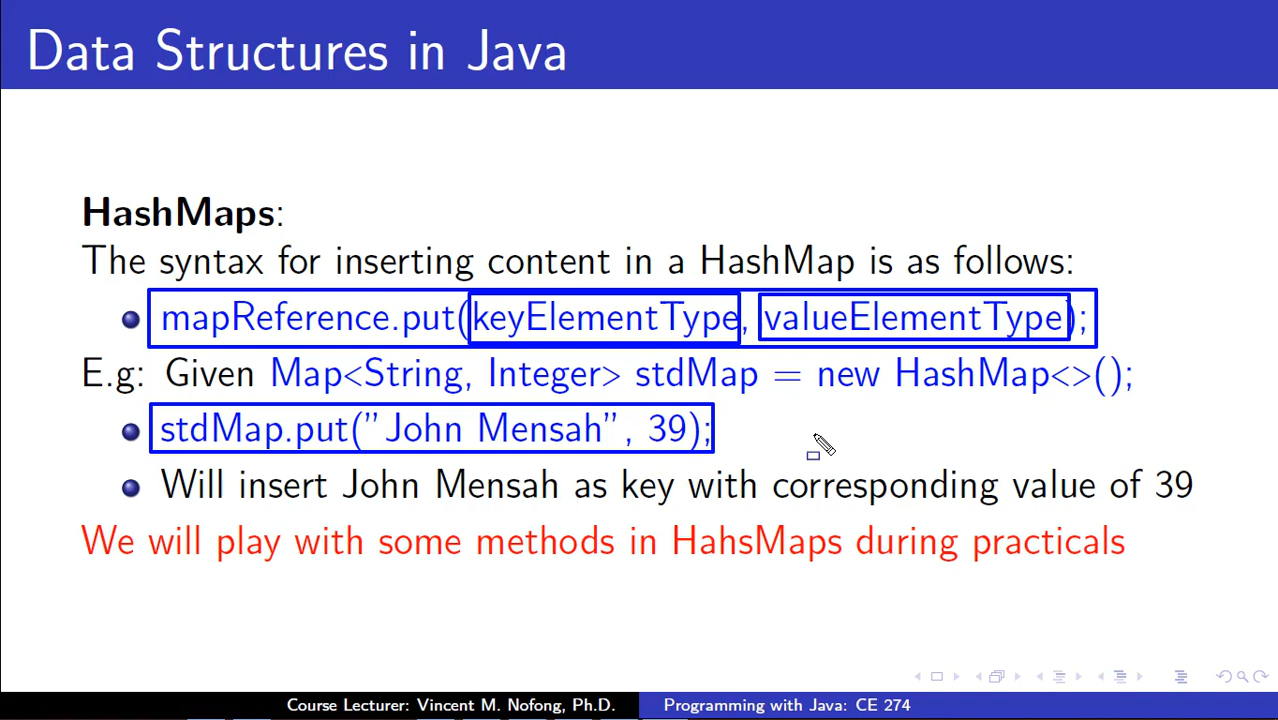 Data Structures in Java
HashMaps:
The syntax for inserting content in a HashMap is as follows:
mapReference.put(keyElementType, valueElementType);
E.g: Given Map<String, Integer> stdMap = new HashMap<>();
stdMap.put("John Mensah", 39);
Will insert John Mensah as key with corresponding value of 39
We will play with some methods in HahsMaps during practicals
Course Lecturer: Vincent M. Nofong, Ph.D. Programming with Java: CE 274